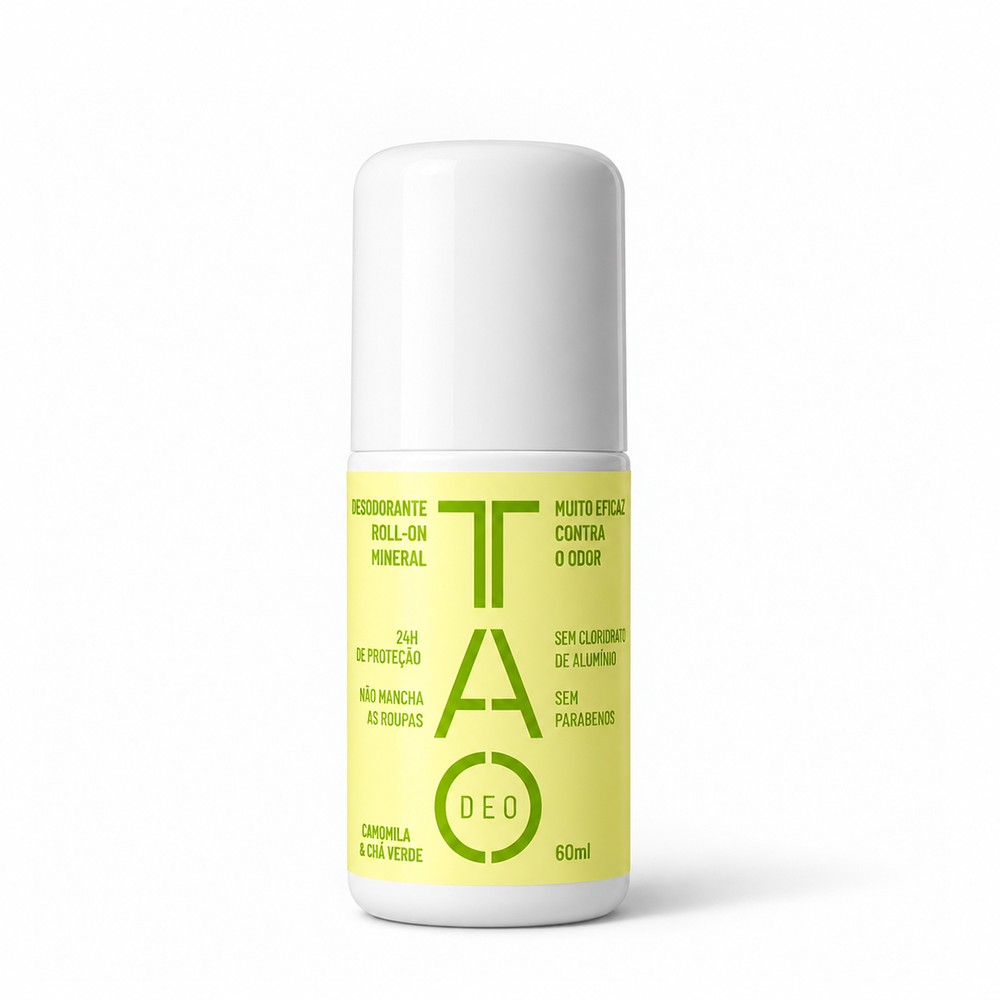 DESODORANTE
ROLL-ON
MINERAL
MUITO EFICAZ
CONTRA
O ODOR
TAO
DEO
24H
DE PROTEÇÃO
NÃO MANCHA
AS ROUPAS
SEM CLORIDRATO
DE ALUMÍNIO
SEM
PARABENOS
CAMOMILA
& CHÁ VERDE
60ml